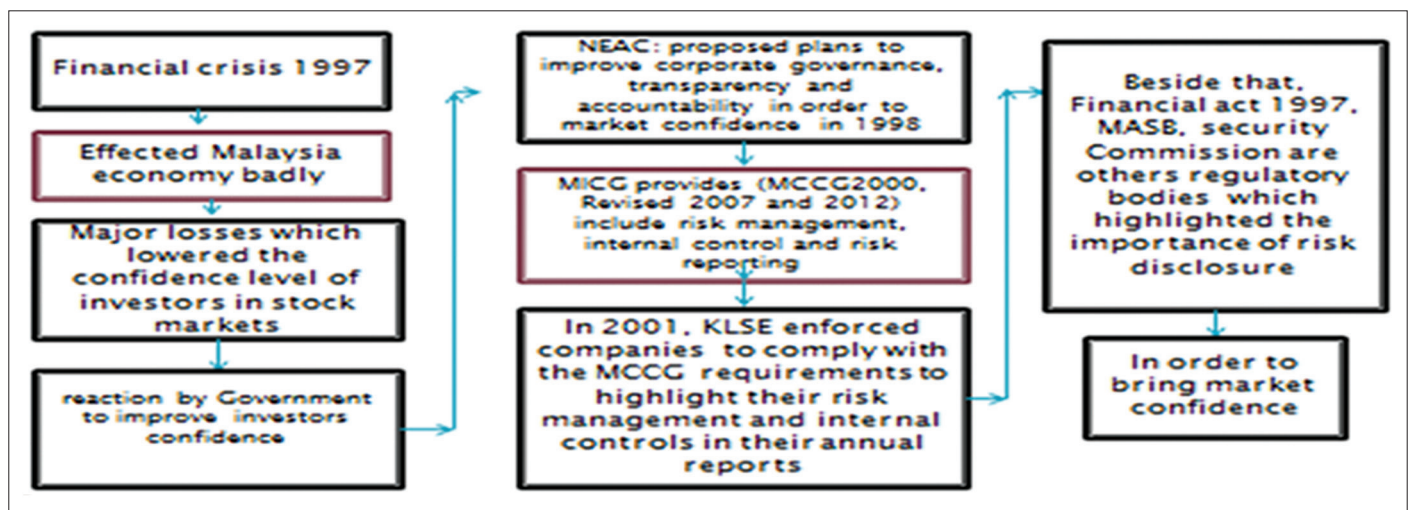 Financial crisis 1997
Effected Malaysia
economy badly
Major losses which
lowered the
confidence level of
investors in stock
markets
reaction by Government
to improve investors
confidence
NEAC: proposed plans to
improve corporate governance,
transparency and
accountability in order to
market confidence in 1998
MICG provides (MCCG2000,
Revised 2007 and 2012)
include risk management,
internal control and risk
reporting
In 2001, KLSE enforced
companies to comply with
the MCCG requirements to
highlight their risk
management and internal
controls in their annual
reports
Beside that,
Financial act 1997,
MASB, security
Commission are
others regulatory
bodies which
highlighted the
importance of risk
disclosure
In order to
bring market
confidence